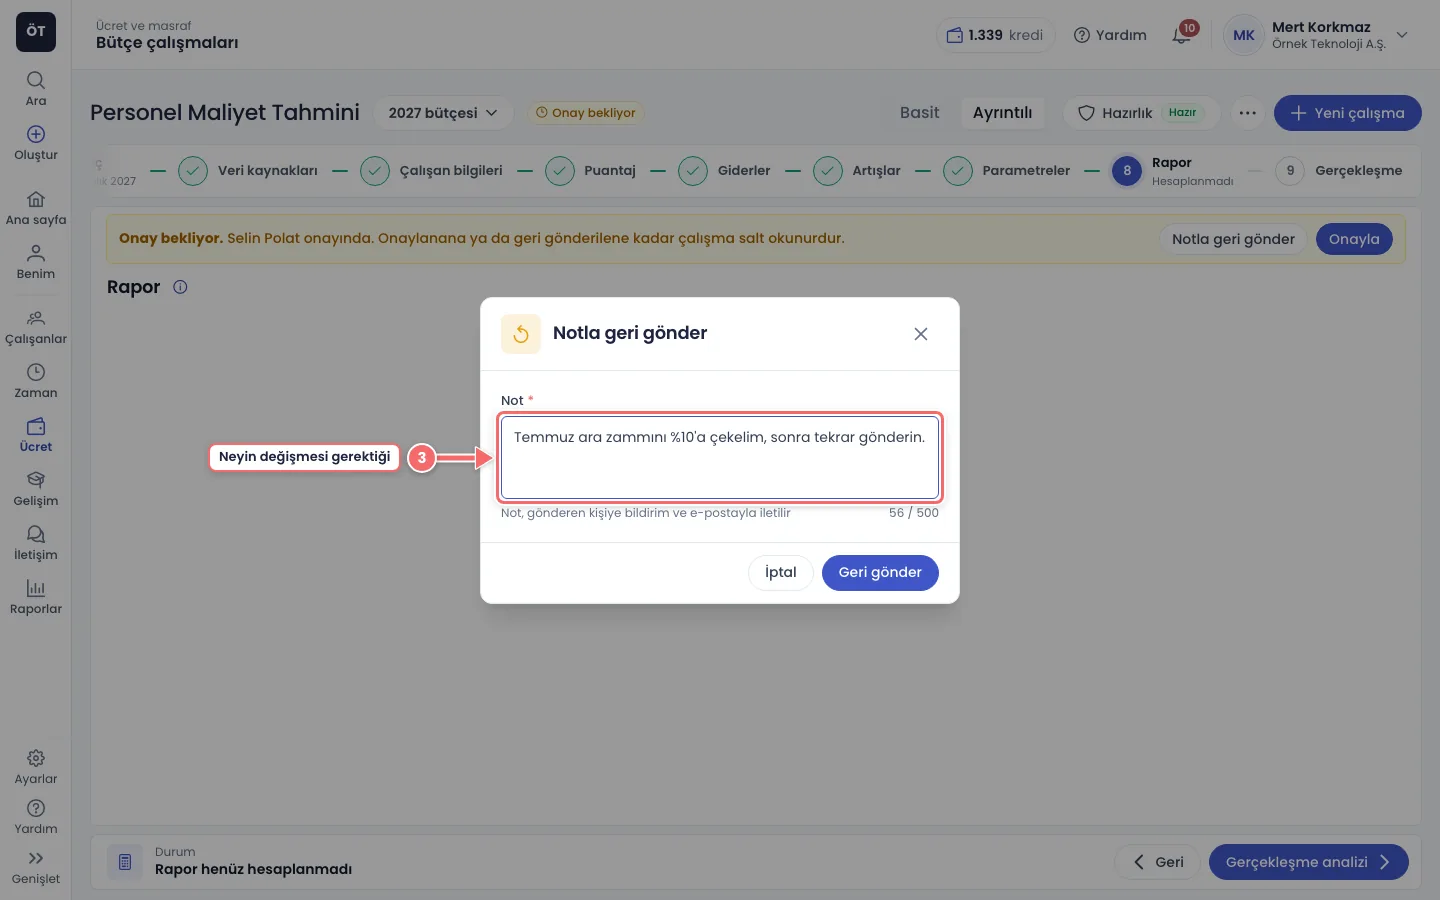 ÖT
Ücret ve masraf
Bütçe çalışmaları
1.339 kredi
Yardım
10
MK
Mert Korkmaz
Örnek Teknoloji A.Ş.
Ara
Oluştur
Ana sayfa
Benim
Çalışanlar
Zaman
Ücret
Gelişim
İletişim
Raporlar
Ayarlar
Yardım
Genişlet
Personel Maliyet Tahmini
2027 bütçesi
Onay bekliyor
Basit
Ayrıntılı
Hazırlık
Hazır
Yeni çalışma
2027
Veri kaynakları
Çalışan bilgileri
Puantaj
Giderler
Artışlar
Parametreler
8
Rapor
Hesaplanmadı
9
Gerçekleşme
Onay bekliyor. Selin Polat onayında. Onaylanana ya da geri gönderilene kadar çalışma salt okunurdur.
Notla geri gönder
Onayla
Rapor
Notla geri gönder
Not *
Temmuz ara zammını %10'a çekelim, sonra tekrar gönderin.
Neyin değişmesi gerektiği
3
Not, gönderen kişiye bildirim ve e-postayla iletilir
56 / 500
İptal
Geri gönder
Durum
Rapor henüz hesaplanmadı
Geri
Gerçekleşme analizi